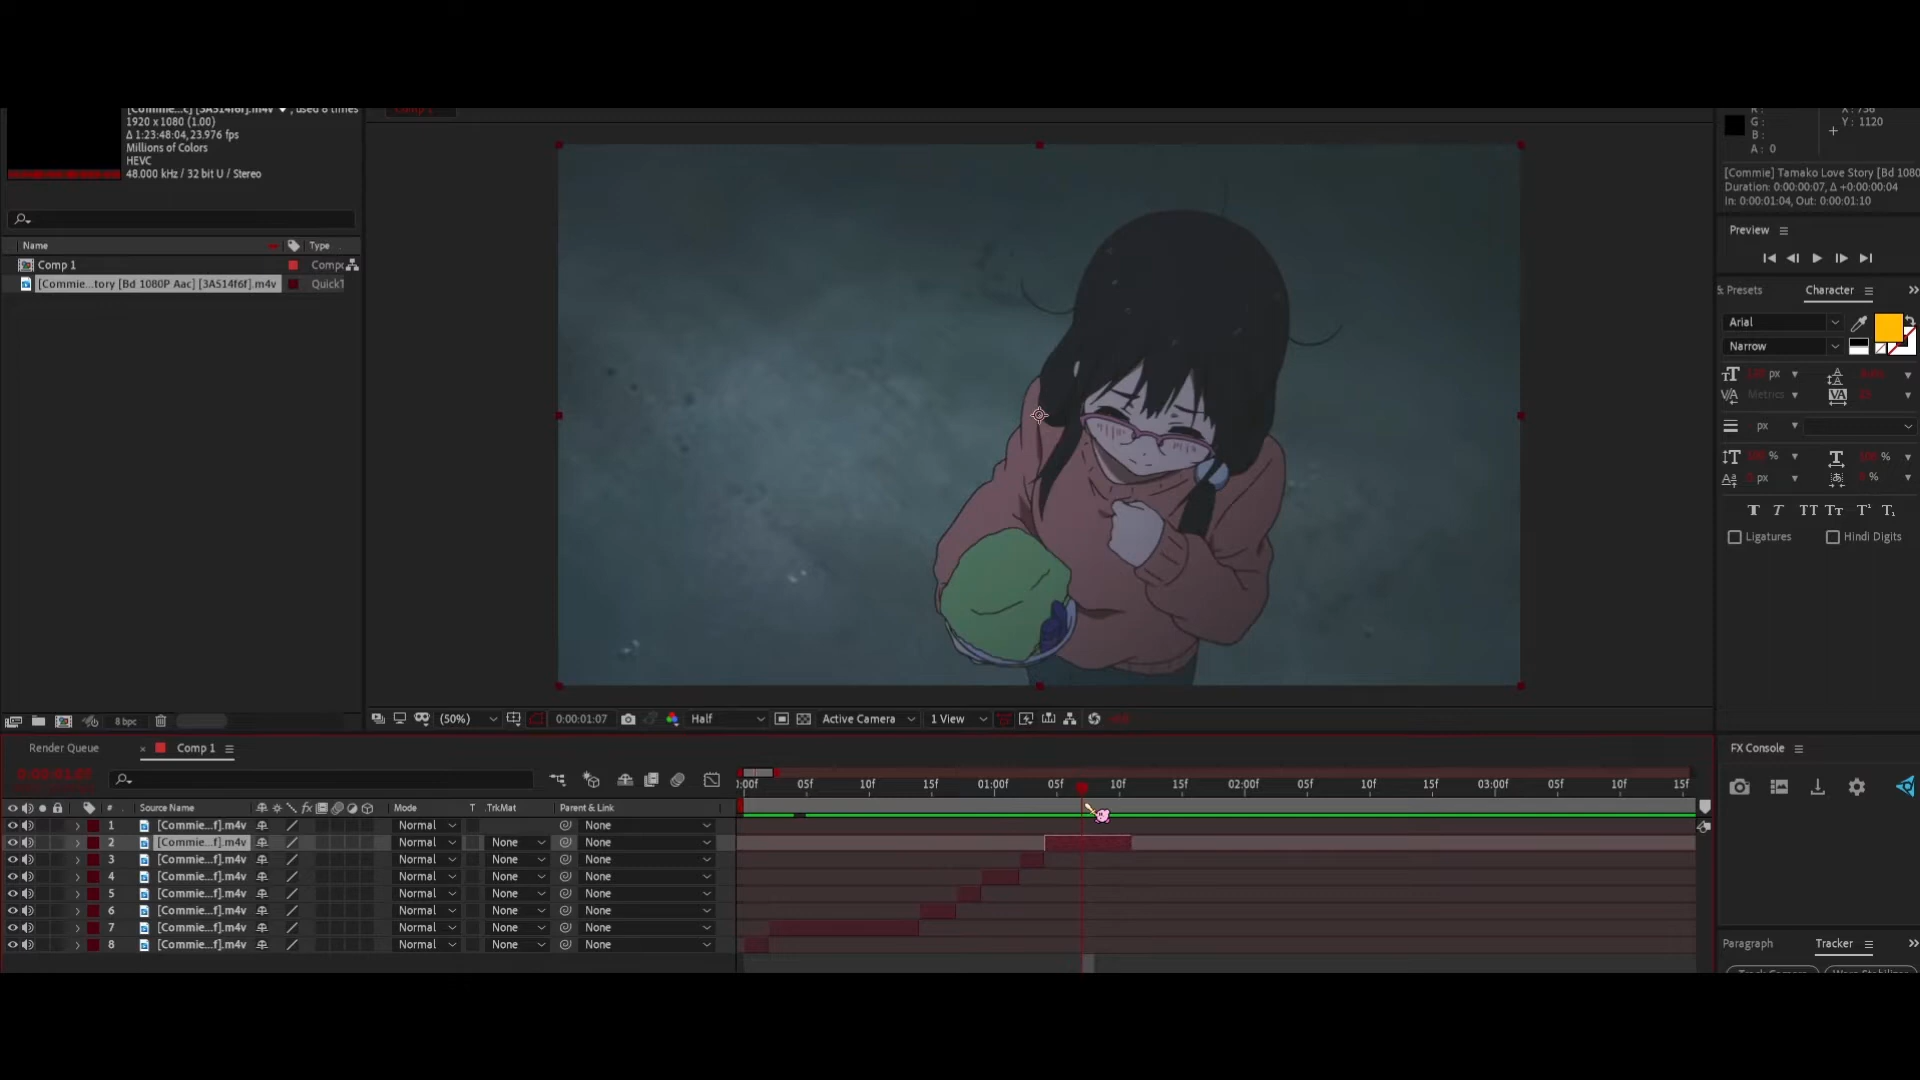 1920 x 1080 (1.00)
Δ 1:23:48:04, 23.976 fps
Millions of Colors
HEVC
48.000 kHz / 32 bit U / Stereo
Name Type
Comp 1 Compc
[Commie...tory [Bd 1080P Aac] [3A514f6f].m4v QuickT
8 bpc
(50%) 0:00:01:07 Half Active Camera 1 View
R:
G:
B:
A: 0
Y: 1120
[Commie] Tamako Love Story [Bd 1080
Duration: 0:00:00:07, Δ +0:00:00:04
In: 0:00:01:04, Out: 0:00:01:10
Preview
& Presets Character
Arial
Narrow
px
Metrics
px
% %
px %
T T TT Tt T¹ T₁
Ligatures Hindi Digits
Render Queue × Comp 1
:00f 05f 10f 15f 01:00f 05f 10f 15f 02:00f 05f 10f 15f 03:00f 05f 15f
# Source Name fx Mode T .TrkMat Parent & Link
1 [Commie...f].m4v Normal None
2 [Commie...f].m4v Normal None None
3 [Commie...f].m4v Normal None None
4 [Commie...f].m4v Normal None None
5 [Commie...f].m4v Normal None None
6 [Commie...f].m4v Normal None None
7 [Commie...f].m4v Normal None None
8 [Commie...f].m4v Normal None None
FX Console
Paragraph Tracker